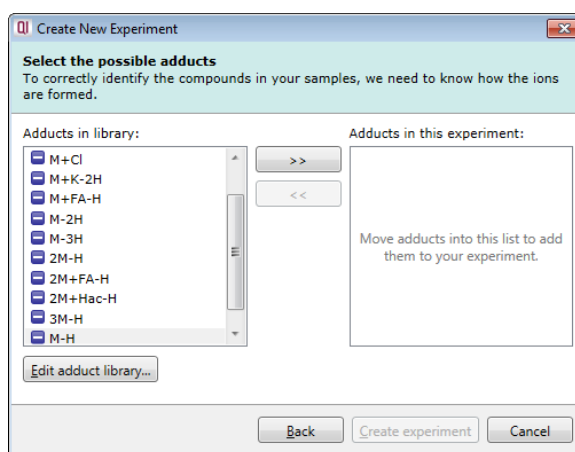 QI Create New Experiment
Select the possible adducts
To correctly identify the compounds in your samples, we need to know how the ions
are formed.
Adducts in library:
Adducts in this experiment:
M+Cl
M+K-2H
M+FA-H
M-2H
M-3H
2M-H
2M+FA-H
2M+Hac-H
3M-H
M-H
>>
<<
Move adducts into this list to add
them to your experiment.
Edit adduct library...
Back
Create experiment
Cancel